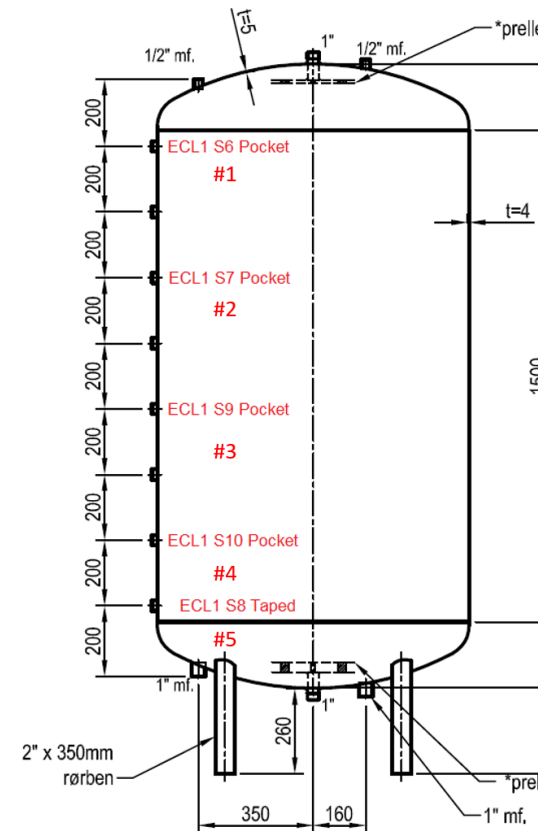 t=5
1"
1/2" mf.
1/2" mf.
*prelle
200
ECL1 S6 Pocket
#1
200
t=4
200
ECL1 S7 Pocket
#2
200
200
1500
ECL1 S9 Pocket
#3
200
200
ECL1 S10 Pocket
#4
200
ECL1 S8 Taped
#5
200
1" mf.
1"
260
2" x 350mm
rørben
*prel
1" mf,
350
160